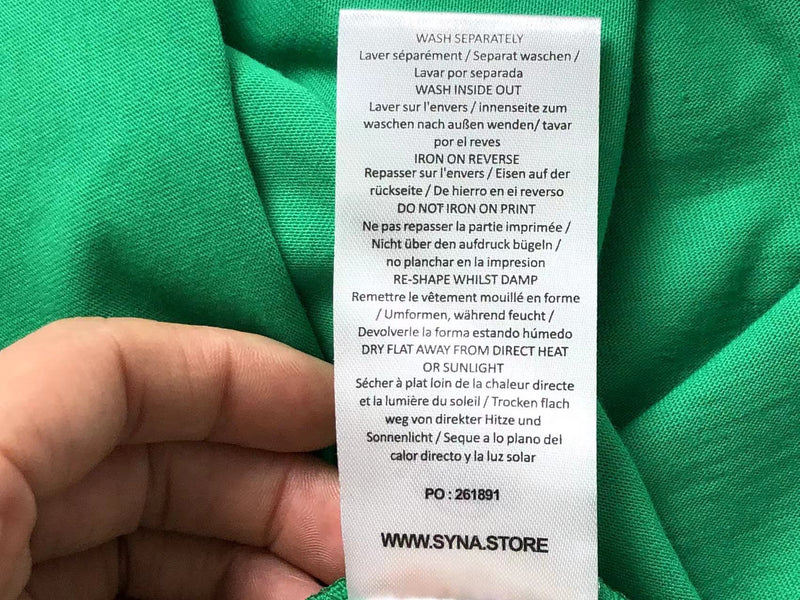 WASH SEPARATELY
Laver séparément / Separat waschen /
Lavar por separada
WASH INSIDE OUT
Laver sur l'envers / innenseite zum
waschen nach außen wenden/ tavar
por el reves
IRON ON REVERSE
Repasser sur l'envers / Eisen auf der
rückseite / De hierro en ei reverso
DO NOT IRON ON PRINT
Ne pas repasser la partie imprimée /
Nicht über den aufdruck bügeln /
no planchar en la impresion
RE-SHAPE WHILST DAMP
Remettre le vêtement mouillé en forme
/ Umformen, während feucht /
Devolverle la forma estando húmedo
DRY FLAT AWAY FROM DIRECT HEAT
OR SUNLIGHT
Sécher à plat loin de la chaleur directe
et la lumière du soleil / Trocken flach
weg von direkter Hitze und
Sonnenlicht / Seque a lo plano del
calor directo y la luz solar
PO : 261891
WWW.SYNA.STORE